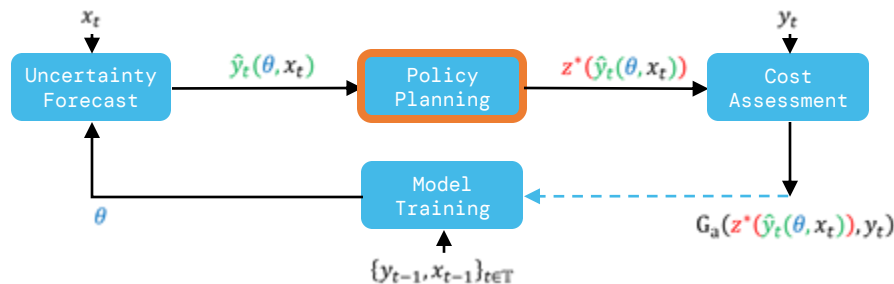 x_t
y_t
Uncertainty
Forecast
ŷ_t(θ, x_t)
Policy
Planning
z*(ŷ_t(θ, x_t))
Cost
Assessment
Model
Training
θ
G_a(z*(ŷ_t(θ, x_t)), y_t)
{y_{t−1}, x_{t−1}}_{t∈𝕋}